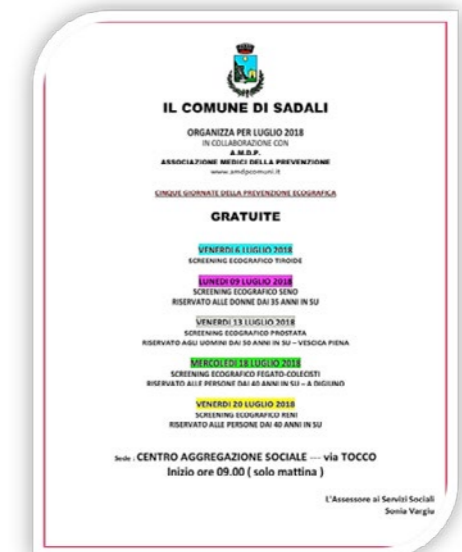 IL COMUNE DI SADALI
ORGANIZZA PER LUGLIO 2018
IN COLLABORAZIONE CON
A.M.D.P.
ASSOCIAZIONE MEDICI DELLA PREVENZIONE
www.amdpcomuni.it
CINQUE GIORNATE DELLA PREVENZIONE ECOGRAFICA
GRATUITE
VENERDI 6 LUGLIO 2018
SCREENING ECOGRAFICO TIROIDE
LUNEDI 09 LUGLIO 2018
SCREENING ECOGRAFICO SENO
RISERVATO ALLE DONNE DAI 35 ANNI IN SU
VENERDI 13 LUGLIO 2018
SCREENING ECOGRAFICO PROSTATA
RISERVATO AGLI UOMINI DAI 50 ANNI IN SU – VESCICA PIENA
MERCOLEDI 18 LUGLIO 2018
SCREENING ECOGRAFICO FEGATO-COLECISTI
RISERVATO ALLE PERSONE DAI 40 ANNI IN SU – A DIGIUNO
VENERDI 20 LUGLIO 2018
SCREENING ECOGRAFICO RENI
RISERVATO ALLE PERSONE DAI 40 ANNI IN SU
Sede : CENTRO AGGREGAZIONE SOCIALE --- via TOCCO
Inizio ore 09.00 ( solo mattina )
L'Assessore ai Servizi Sociali
Sonia Vargiu